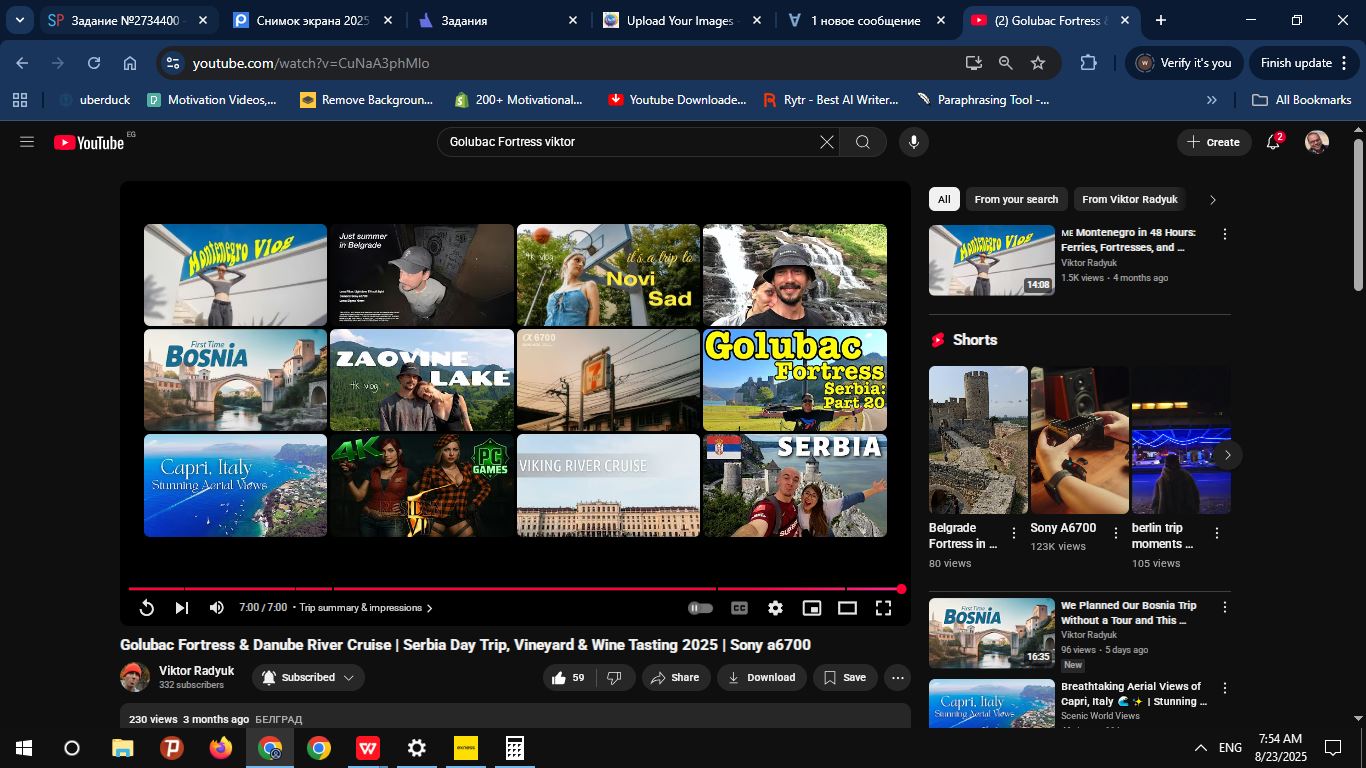 Задание №2734400 -
Снимок экрана 2025
Задания
Upload Your Images -
1 новое сообщение
(2) Golubac Fortress &
youtube.com/watch?v=CuNaA3phMIo
Verify it's you
Finish update
uberduck
Motivation Videos,...
Remove Backgroun...
200+ Motivational...
Youtube Downloade...
Rytr - Best AI Writer...
Paraphrasing Tool -...
All Bookmarks
YouTube EG
Golubac Fortress viktor
Create
2
All
From your search
From Viktor Radyuk
Montenegro Vlog
Just summer
in Belgrade
4K vlog
it's a trip to
Novi
Sad
First Time
BOSNIA
ZAOVINE
LAKE
4K vlog
α6700
Golubac
Fortress
Serbia:
Part 20
Capri, Italy
Stunning Aerial Views
4K
PC
GAMES
VIKING RIVER CRUISE
SERBIA
7:00 / 7:00 • Trip summary & impressions
CC
Golubac Fortress & Danube River Cruise | Serbia Day Trip, Vineyard & Wine Tasting 2025 | Sony a6700
Viktor Radyuk
332 subscribers
Subscribed
59
Share
Download
Save
230 views 3 months ago БЕЛГРАД
Montenegro Vlog
14:08
ME Montenegro in 48 Hours:
Ferries, Fortresses, and ...
Viktor Radyuk
1.5K views • 4 months ago
Shorts
Belgrade
Fortress in ...
80 views
Sony A6700
123K views
berlin trip
moments ...
105 views
First Time
BOSNIA
16:35
We Planned Our Bosnia Trip
Without a Tour and This ...
Viktor Radyuk
96 views • 5 days ago
New
Capri, Italy
Stunning Aerial Views
Breathtaking Aerial Views of
Capri, Italy 🌊 ✨ | Stunning ...
Scenic World Views
ENG
7:54 AM
8/23/2025